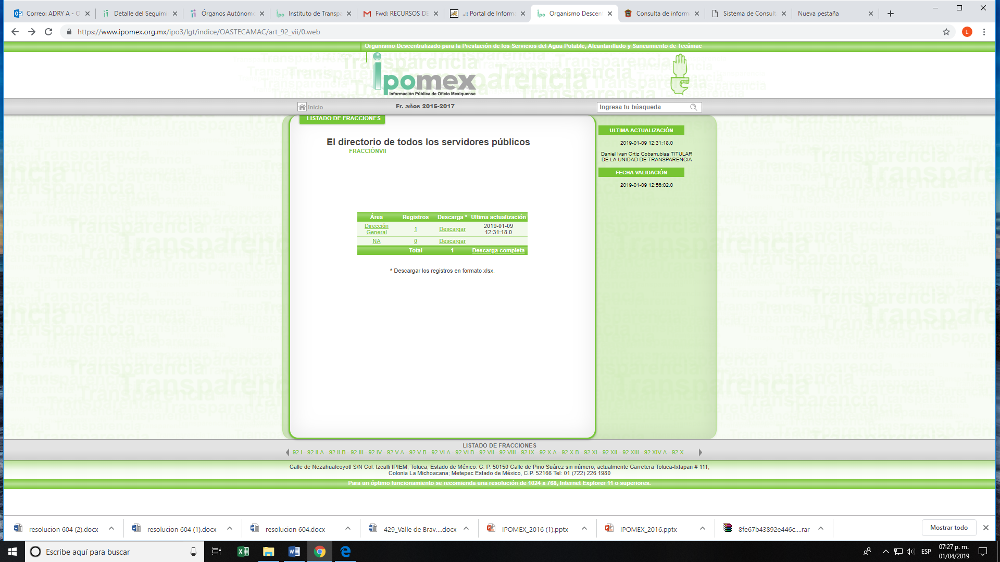 Correo: ADRY A - O
Detalle del Seguimi
Órganos Autónomo
Instituto de Transpa
Fwd: RECURSOS DE
..:: Portal de Informa
Organismo Descent
Consulta de inform
Sistema de Consult
Nueva pestaña
https://www.ipomex.org.mx/ipo3/lgt/indice/OASTECAMAC/art_92_vii/0.web
L
Organismo Descentralizado para la Prestación de los Servicios del Agua Potable, Alcantarillado y Saneamiento de Tecámac
ipomex
Información Pública de Oficio Mexiquense
Inicio
Fr. años 2015-2017
Ingresa tu búsqueda
LISTADO DE FRACCIONES
El directorio de todos los servidores públicos
FRACCIÓNVII
ULTIMA ACTUALIZACIÓN
2019-01-09 12:31:18.0
Daniel Ivan Ortiz Cobarrubias TITULAR
DE LA UNIDAD DE TRANSPARENCIA
FECHA VALIDACIÓN
2019-01-09 12:56:02.0
Área Registros Descarga * Ultima actualización
Dirección General 1 Descargar 2019-01-09 12:31:18.0
NA 0 Descargar
Total 1 Descarga completa
* Descargar los registros en formato xlsx.
LISTADO DE FRACCIONES
92 I - 92 II A - 92 II B - 92 III - 92 IV - 92 V A - 92 V B - 92 VI A - 92 VI B - 92 VII - 92 VIII - 92 IX - 92 X A - 92 X B - 92 XI - 92 XII - 92 XIII - 92 XIV A - 92 X
Calle de Nezahualcoyotl S/N Col. Izcalli IPIEM, Toluca, Estado de México. C. P. 50150 Calle de Pino Suárez sin número, actualmente Carretera Toluca-Ixtapan # 111,
Colonia La Michoacana; Metepec Estado de México, C.P. 52166 Tel: 01 (722) 226 1980
Para un óptimo funcionamiento se recomienda una resolución de 1024 x 768, Internet Explorer 11 o superiores.
resolucion 604 (2).docx
resolucion 604 (1).docx
resolucion 604.docx
429_Valle de Brav....docx
IPOMEX_2016 (1).pptx
IPOMEX_2016.pptx
8fe67b43892e446c....rar
Mostrar todo
Escribe aquí para buscar
ESP
07:27 p. m.
01/04/2019